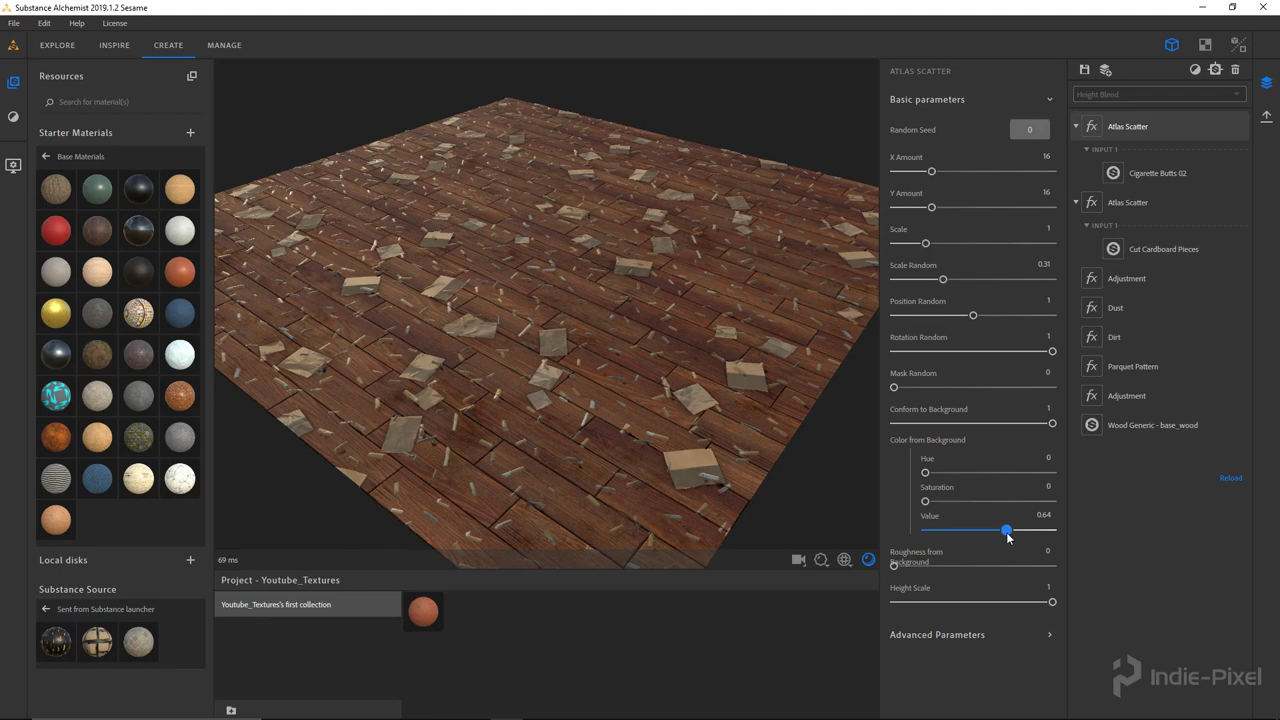 Substance Alchemist 2019.1.2 Sesame
File Edit Help License
EXPLORE INSPIRE CREATE MANAGE
Resources
Search for material(s)
Starter Materials
Base Materials
Local disks
Substance Source
Sent from Substance launcher
69 ms
Project - Youtube_Textures
Youtube_Textures's first collection
ATLAS SCATTER
Basic parameters
Random Seed 0
X Amount 16
Y Amount 16
Scale 1
Scale Random 0.31
Position Random 1
Rotation Random 1
Mask Random 0
Conform to Background 1
Color from Background
Hue 0
Saturation 0
Value 0.64
Roughness from 0
Background
Height Scale 1
Advanced Parameters
Height Blend
Atlas Scatter
INPUT 1
Cigarette Butts 02
Atlas Scatter
INPUT 1
Cut Cardboard Pieces
Adjustment
Dust
Dirt
Parquet Pattern
Adjustment
Wood Generic - base_wood
Reload
Indie-Pixel